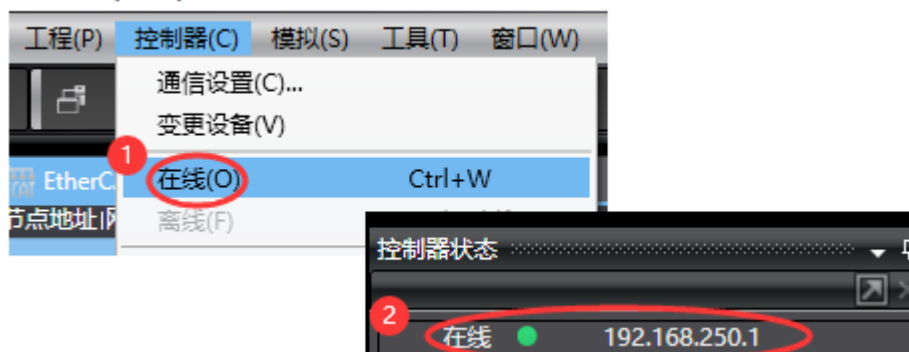 工程(P) 控制器(C) 模拟(S) 工具(T) 窗口(W)
通信设置(C)...
变更设备(V)
1
EtherC
在线(O) Ctrl+W
节点地址|网
离线(F)
控制器状态
2
在线 192.168.250.1